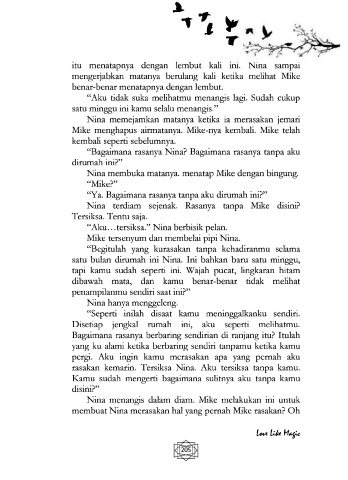 itu menatapnya dengan lembut kali ini. Nina sampai
mengerjabkan matanya berulang kali ketika melihat Mike
benar-benar menatapnya dengan lembut.
"Aku tidak suka melihatmu menangis lagi. Sudah cukup
satu minggu ini kamu selalu menangis."
Nina memejamkan matanya ketika ia merasakan jemari
Mike menghapus airmatanya. Mike-nya kembali. Mike telah
kembali seperti sebelumnya.
"Bagaimana rasanya Nina? Bagaimana rasanya tanpa aku
dirumah ini?"
Nina membuka matanya. menatap Mike dengan bingung.
"Mike?"
"Ya. Bagaimana rasanya tanpa aku dirumah ini?"
Nina terdiam sejenak. Rasanya tanpa Mike disini?
Tersiksa. Tentu saja.
"Aku…tersiksa." Nina berbisik pelan.
Mike tersenyum dan membelai pipi Nina.
"Begitulah yang kurasakan tanpa kehadiranmu selama
satu bulan dirumah ini Nina. Ini bahkan baru satu minggu,
tapi kamu sudah seperti ini. Wajah pucat, lingkaran hitam
dibawah mata, dan kamu benar-benar tidak melihat
penampilanmu sendiri saat ini?"
Nina hanya menggeleng.
"Seperti inilah disaat kamu meninggalkanku sendiri.
Disetiap jengkal rumah ini, aku seperti melihatmu.
Bagaimana rasanya berbaring sendirian di ranjang itu? Itulah
yang ku alami ketika berbaring sendiri tanpamu ketika kamu
pergi. Aku ingin kamu merasakan apa yang pernah aku
rasakan kemarin. Tersiksa Nina. Aku tersiksa tanpa kamu.
Kamu sudah mengerti bagaimana sulitnya aku tanpa kamu
disini?"
Nina menangis dalam diam. Mike melakukan ini untuk
membuat Nina merasakan hal yang pernah Mike rasakan? Oh
Love Like Magic
205